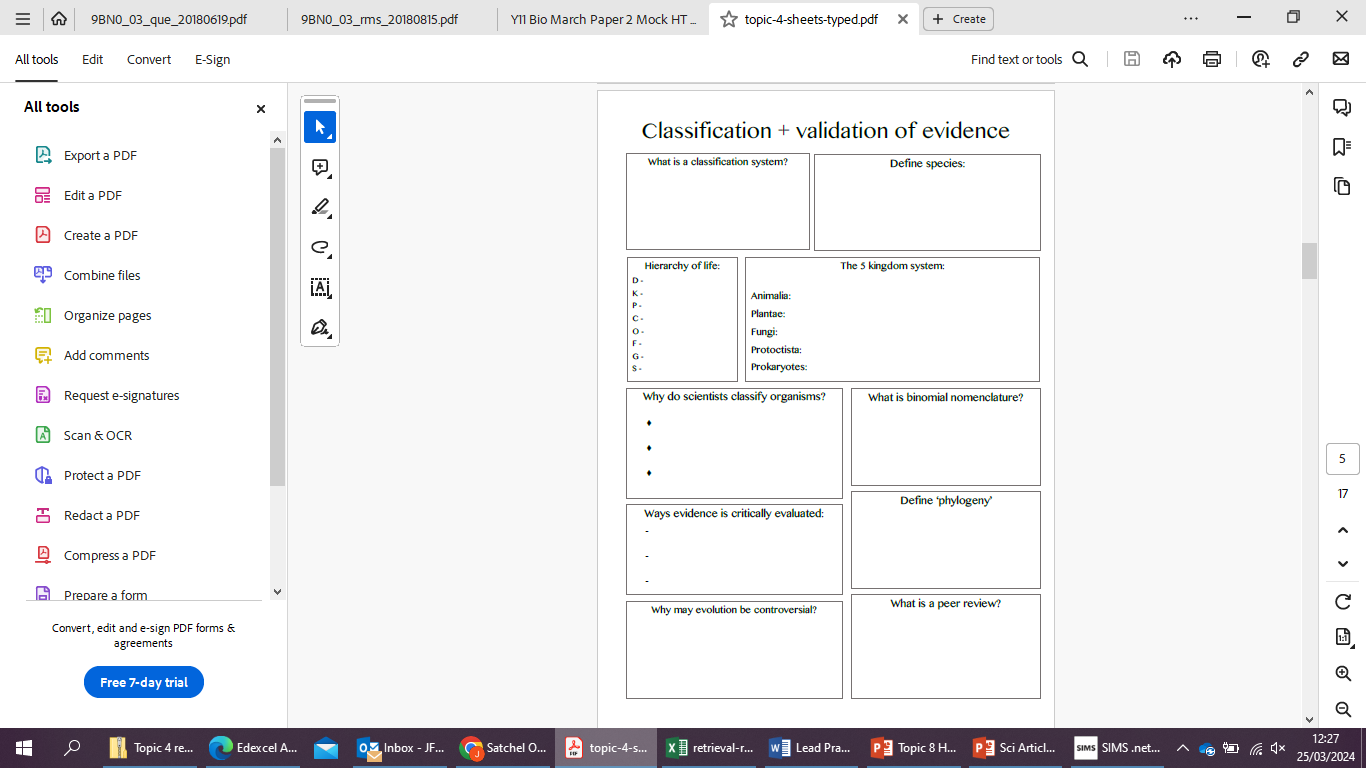 9BN0_03_que_20180619.pdf
9BN0_03_rms_20180815.pdf
Y11 Bio March Paper 2 Mock HT ...
topic-4-sheets-typed.pdf
Create
All tools
Edit
Convert
E-Sign
Find text or tools
All tools
Export a PDF
Edit a PDF
Create a PDF
Combine files
Organize pages
Add comments
Request e-signatures
Scan & OCR
Protect a PDF
Redact a PDF
Compress a PDF
Prepare a form
Convert, edit and e-sign PDF forms &
agreements
Free 7-day trial
Classification + validation of evidence
What is a classification system?
Define species:
Hierarchy of life:
D -
K -
P -
C -
O -
F -
G -
S -
The 5 kingdom system:
Animalia:
Plantae:
Fungi:
Protoctista:
Prokaryotes:
Why do scientists classify organisms?
What is binomial nomenclature?
Ways evidence is critically evaluated:
-
-
-
Define ‘phylogeny’
Why may evolution be controversial?
What is a peer review?
5
17
1:1
Topic 4 re...
Edexcel A...
Inbox - JF...
Satchel O...
topic-4-s...
retrieval-r...
Lead Pra...
Topic 8 H...
Sci Articl...
SIMS
SIMS .net...
12:27
25/03/2024